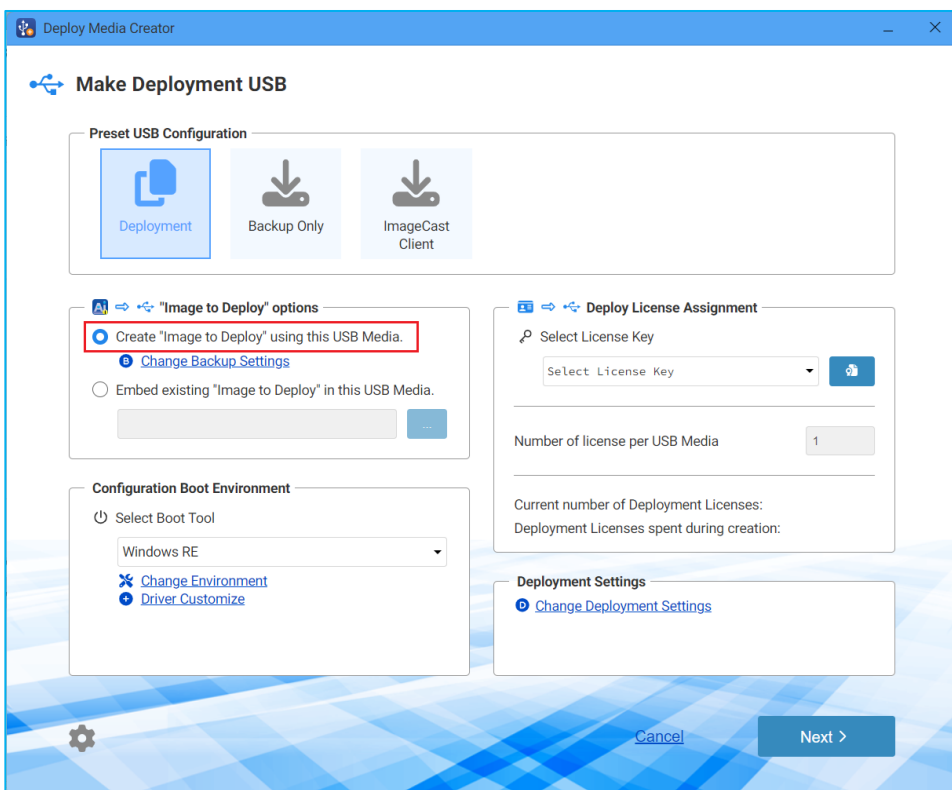 Deploy Media Creator
Make Deployment USB
Preset USB Configuration
Deployment
Backup Only
ImageCast
Client
"Image to Deploy" options
Create "Image to Deploy" using this USB Media.
B Change Backup Settings
Embed existing "Image to Deploy" in this USB Media.
...
Configuration Boot Environment
Select Boot Tool
Windows RE
Change Environment
Driver Customize
Deploy License Assignment
Select License Key
Select License Key
Number of license per USB Media
1
Current number of Deployment Licenses:
Deployment Licenses spent during creation:
Deployment Settings
D Change Deployment Settings
Cancel
Next >